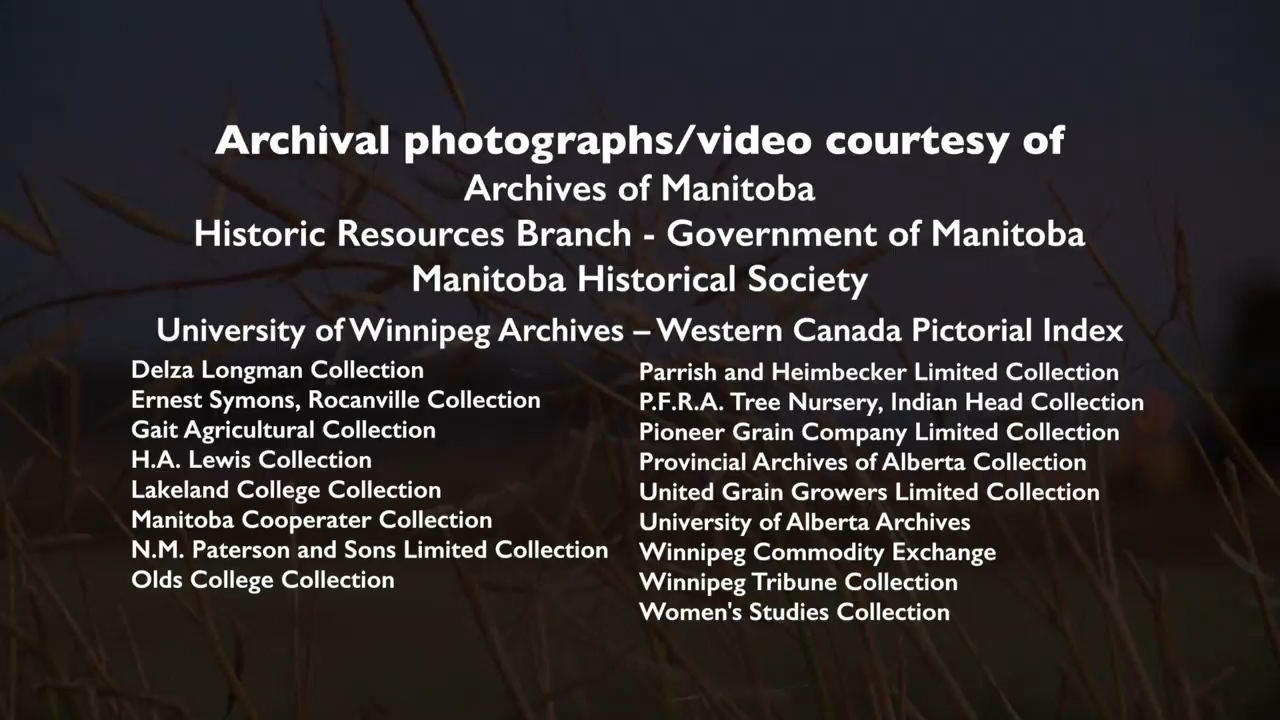 Archival photographs/video courtesy of
Archives of Manitoba
Historic Resources Branch - Government of Manitoba
Manitoba Historical Society
University of Winnipeg Archives – Western Canada Pictorial Index
Delza Longman Collection
Ernest Symons, Rocanville Collection
Gait Agricultural Collection
H.A. Lewis Collection
Lakeland College Collection
Manitoba Cooperater Collection
N.M. Paterson and Sons Limited Collection
Olds College Collection
Parrish and Heimbecker Limited Collection
P.F.R.A. Tree Nursery, Indian Head Collection
Pioneer Grain Company Limited Collection
Provincial Archives of Alberta Collection
United Grain Growers Limited Collection
University of Alberta Archives
Winnipeg Commodity Exchange
Winnipeg Tribune Collection
Women's Studies Collection